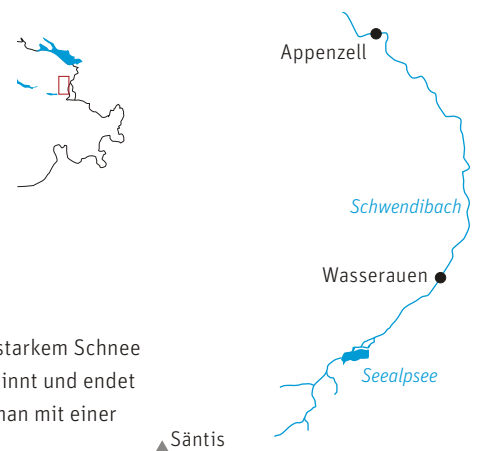 Appenzell
Schwendibach
Wasserauen
Seealpsee
starkem Schnee
innt und endet
man mit einer
Säntis